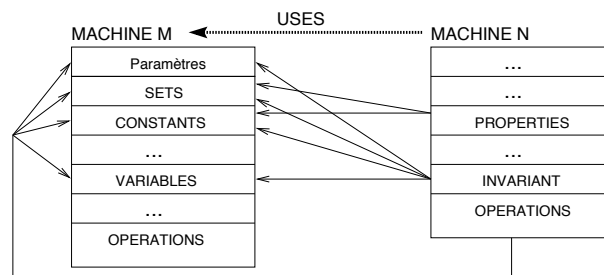 USES
MACHINE M
MACHINE N
Paramètres
SETS
CONSTANTS
...
VARIABLES
...
OPERATIONS
...
...
PROPERTIES
...
INVARIANT
OPERATIONS